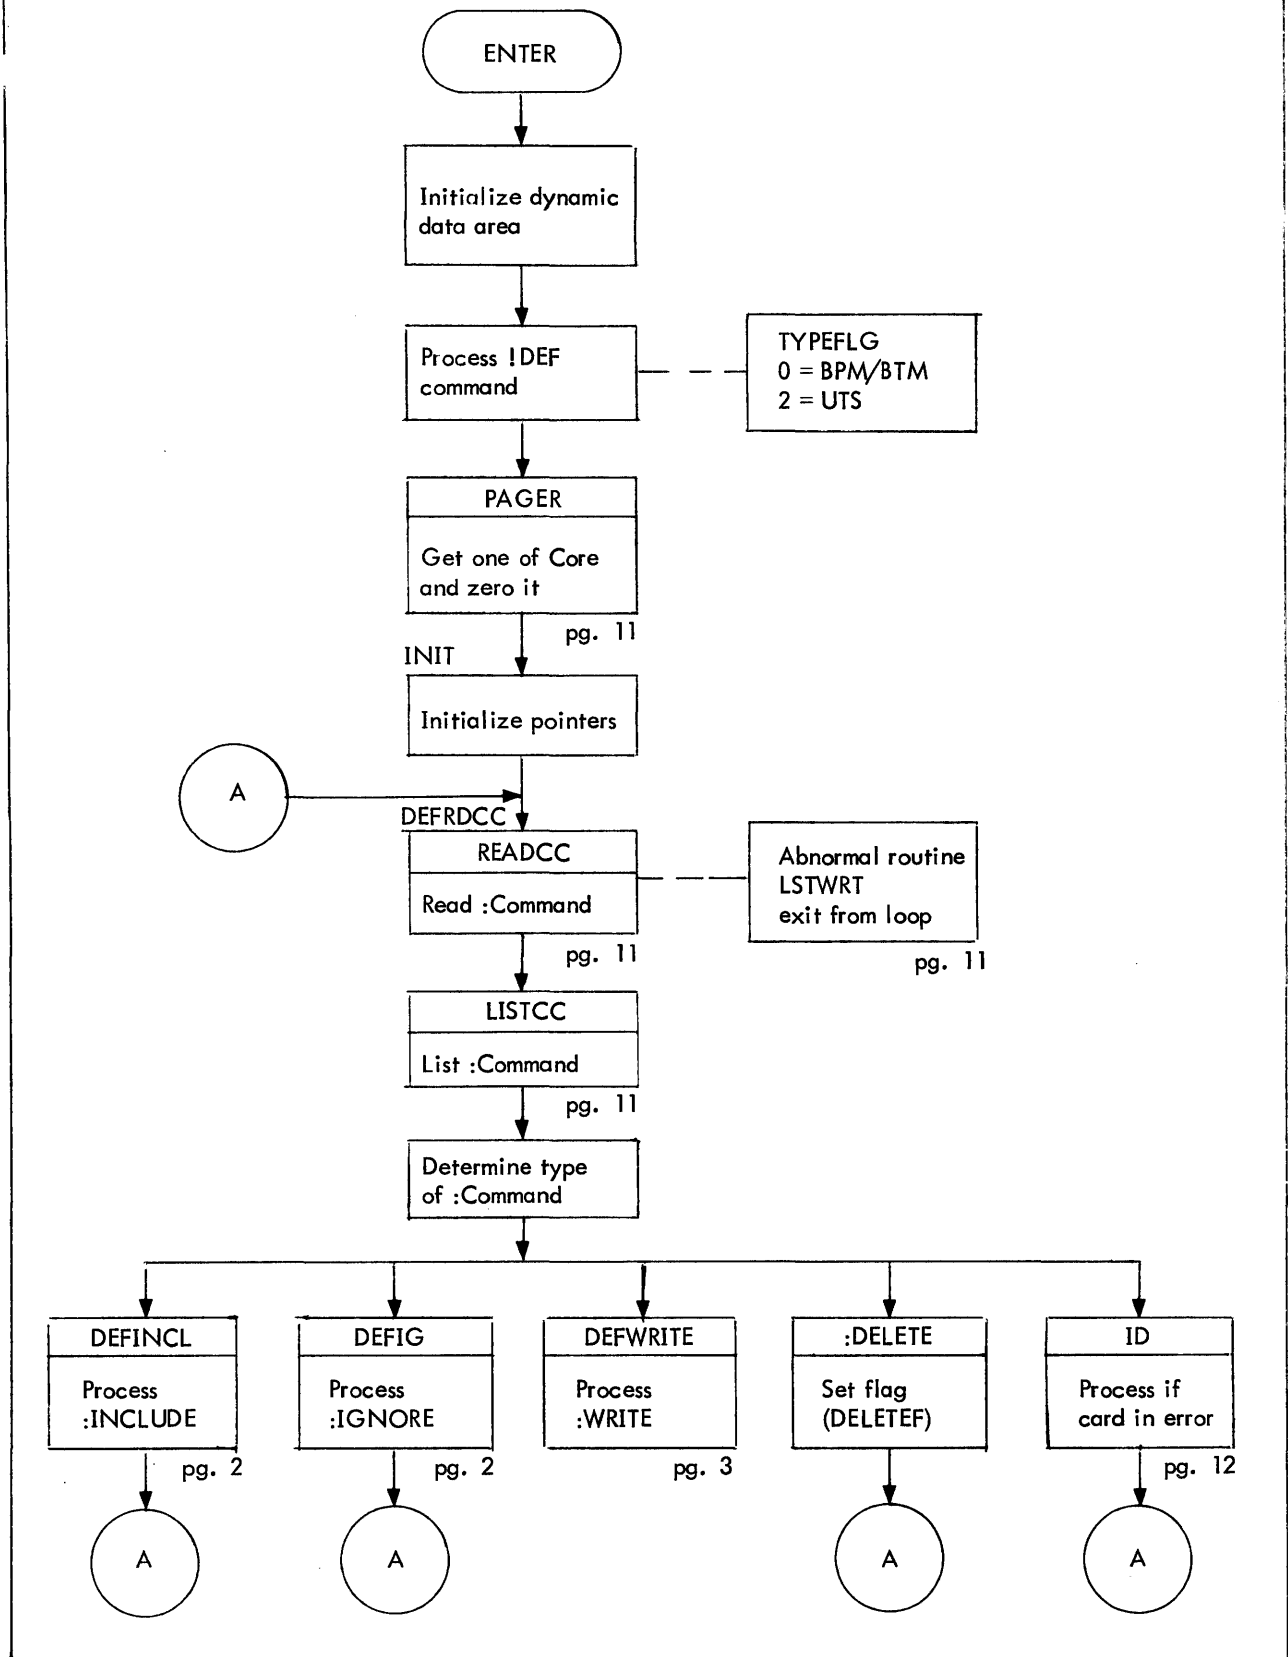 ENTER
Initialize dynamic
data area
Process !DEF
command
TYPEFLG
0 = BPM/BTM
2 = UTS
PAGER
Get one of Core
and zero it
pg. 11
INIT
Initialize pointers
A
DEFRDCC
READCC
Read :Command
pg. 11
Abnormal routine
LSTWRT
exit from loop
pg. 11
LISTCC
List :Command
pg. 11
Determine type
of :Command
DEFINCL
Process
:INCLUDE
pg. 2
A
DEFIG
Process
:IGNORE
pg. 2
A
DEFWRITE
Process
:WRITE
pg. 3
:DELETE
Set flag
(DELETEF)
A
ID
Process if
card in error
pg. 12
A